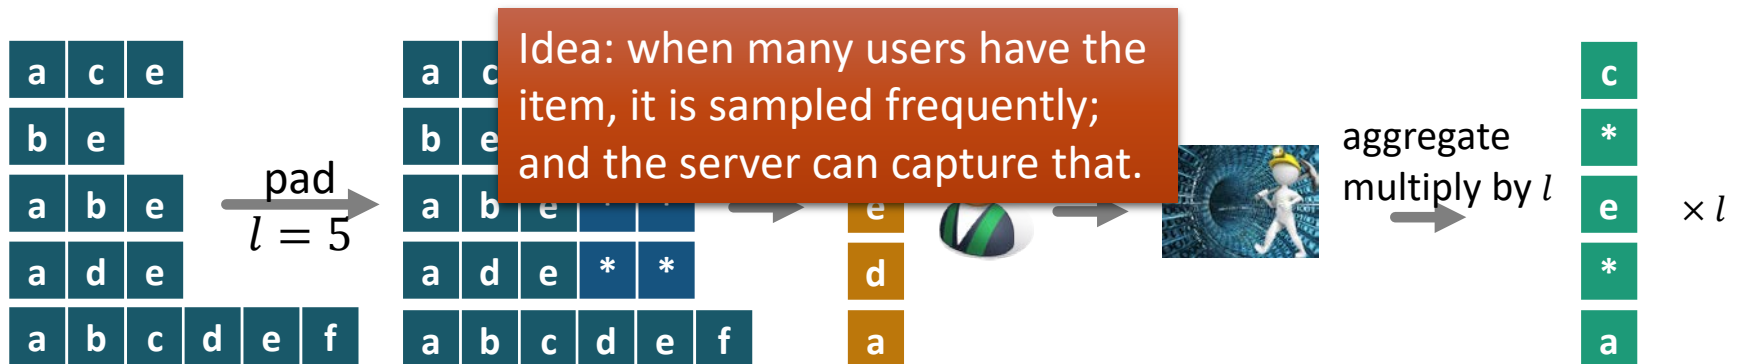 Idea: when many users have the
item, it is sampled frequently;
and the server can capture that.
a c e
b e
a b e
a d e
a b c d e f
pad
l = 5
a c
b e
a b e * *
a d e * *
a b c d e f
e
d
a
aggregate
multiply by l
c
*
e
*
a
× l